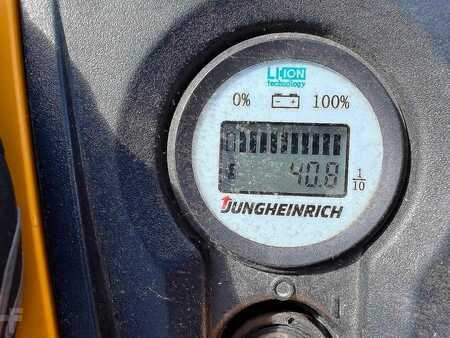 LI-ION
technology
0% 100%
40.8 1/10
JUNGHEINRICH
O I